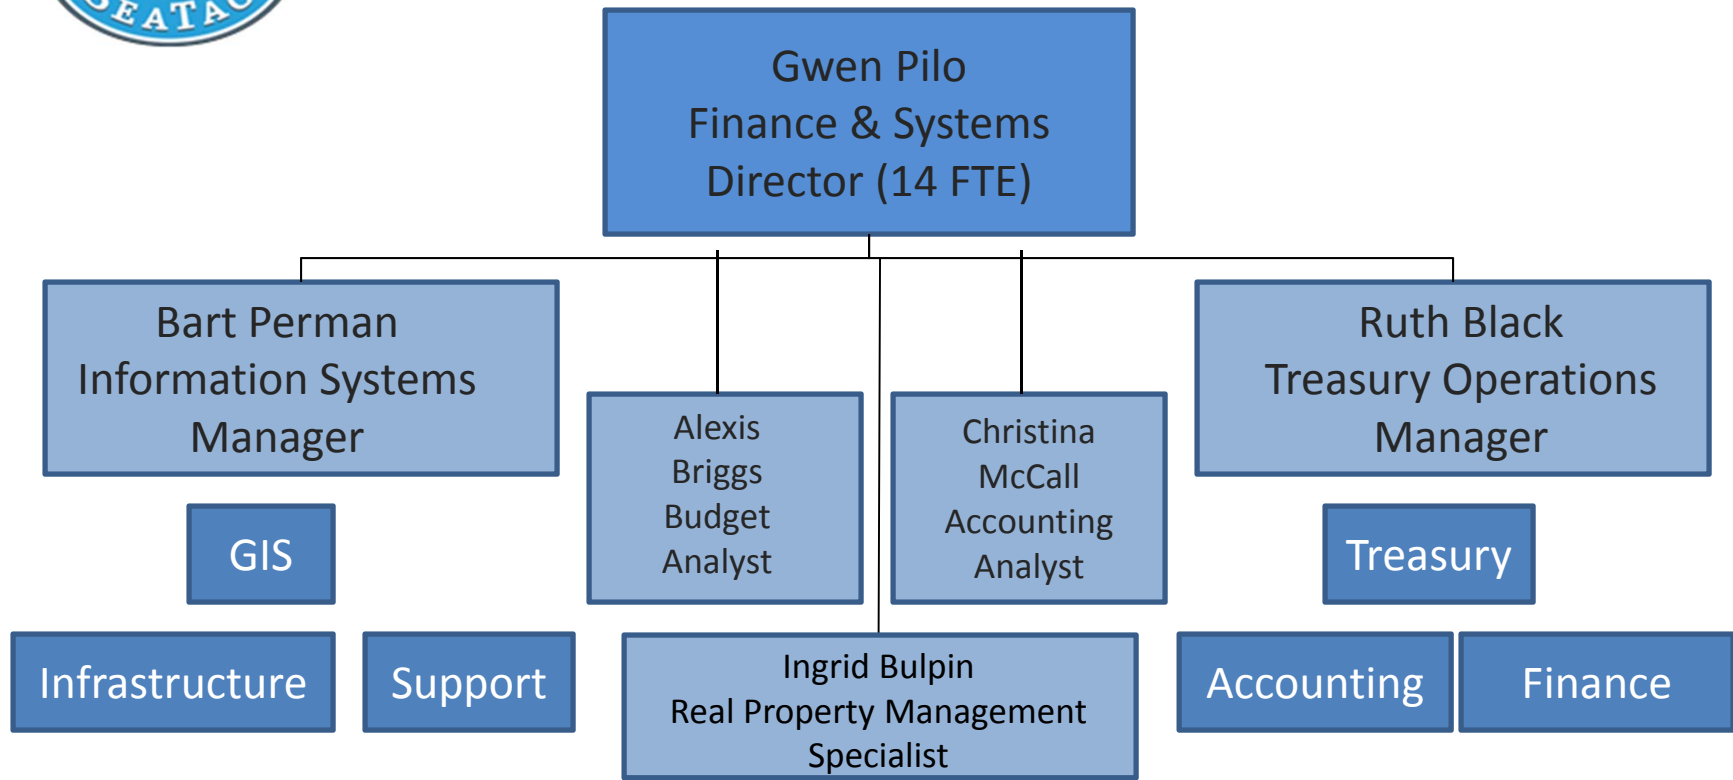 SEATAC
Gwen Pilo
Finance & Systems
Director (14 FTE)
Bart Perman
Information Systems
Manager
Alexis
Briggs
Budget
Analyst
Christina
McCall
Accounting
Analyst
Ruth Black
Treasury Operations
Manager
GIS
Infrastructure
Support
Ingrid Bulpin
Real Property Management
Specialist
Treasury
Accounting
Finance